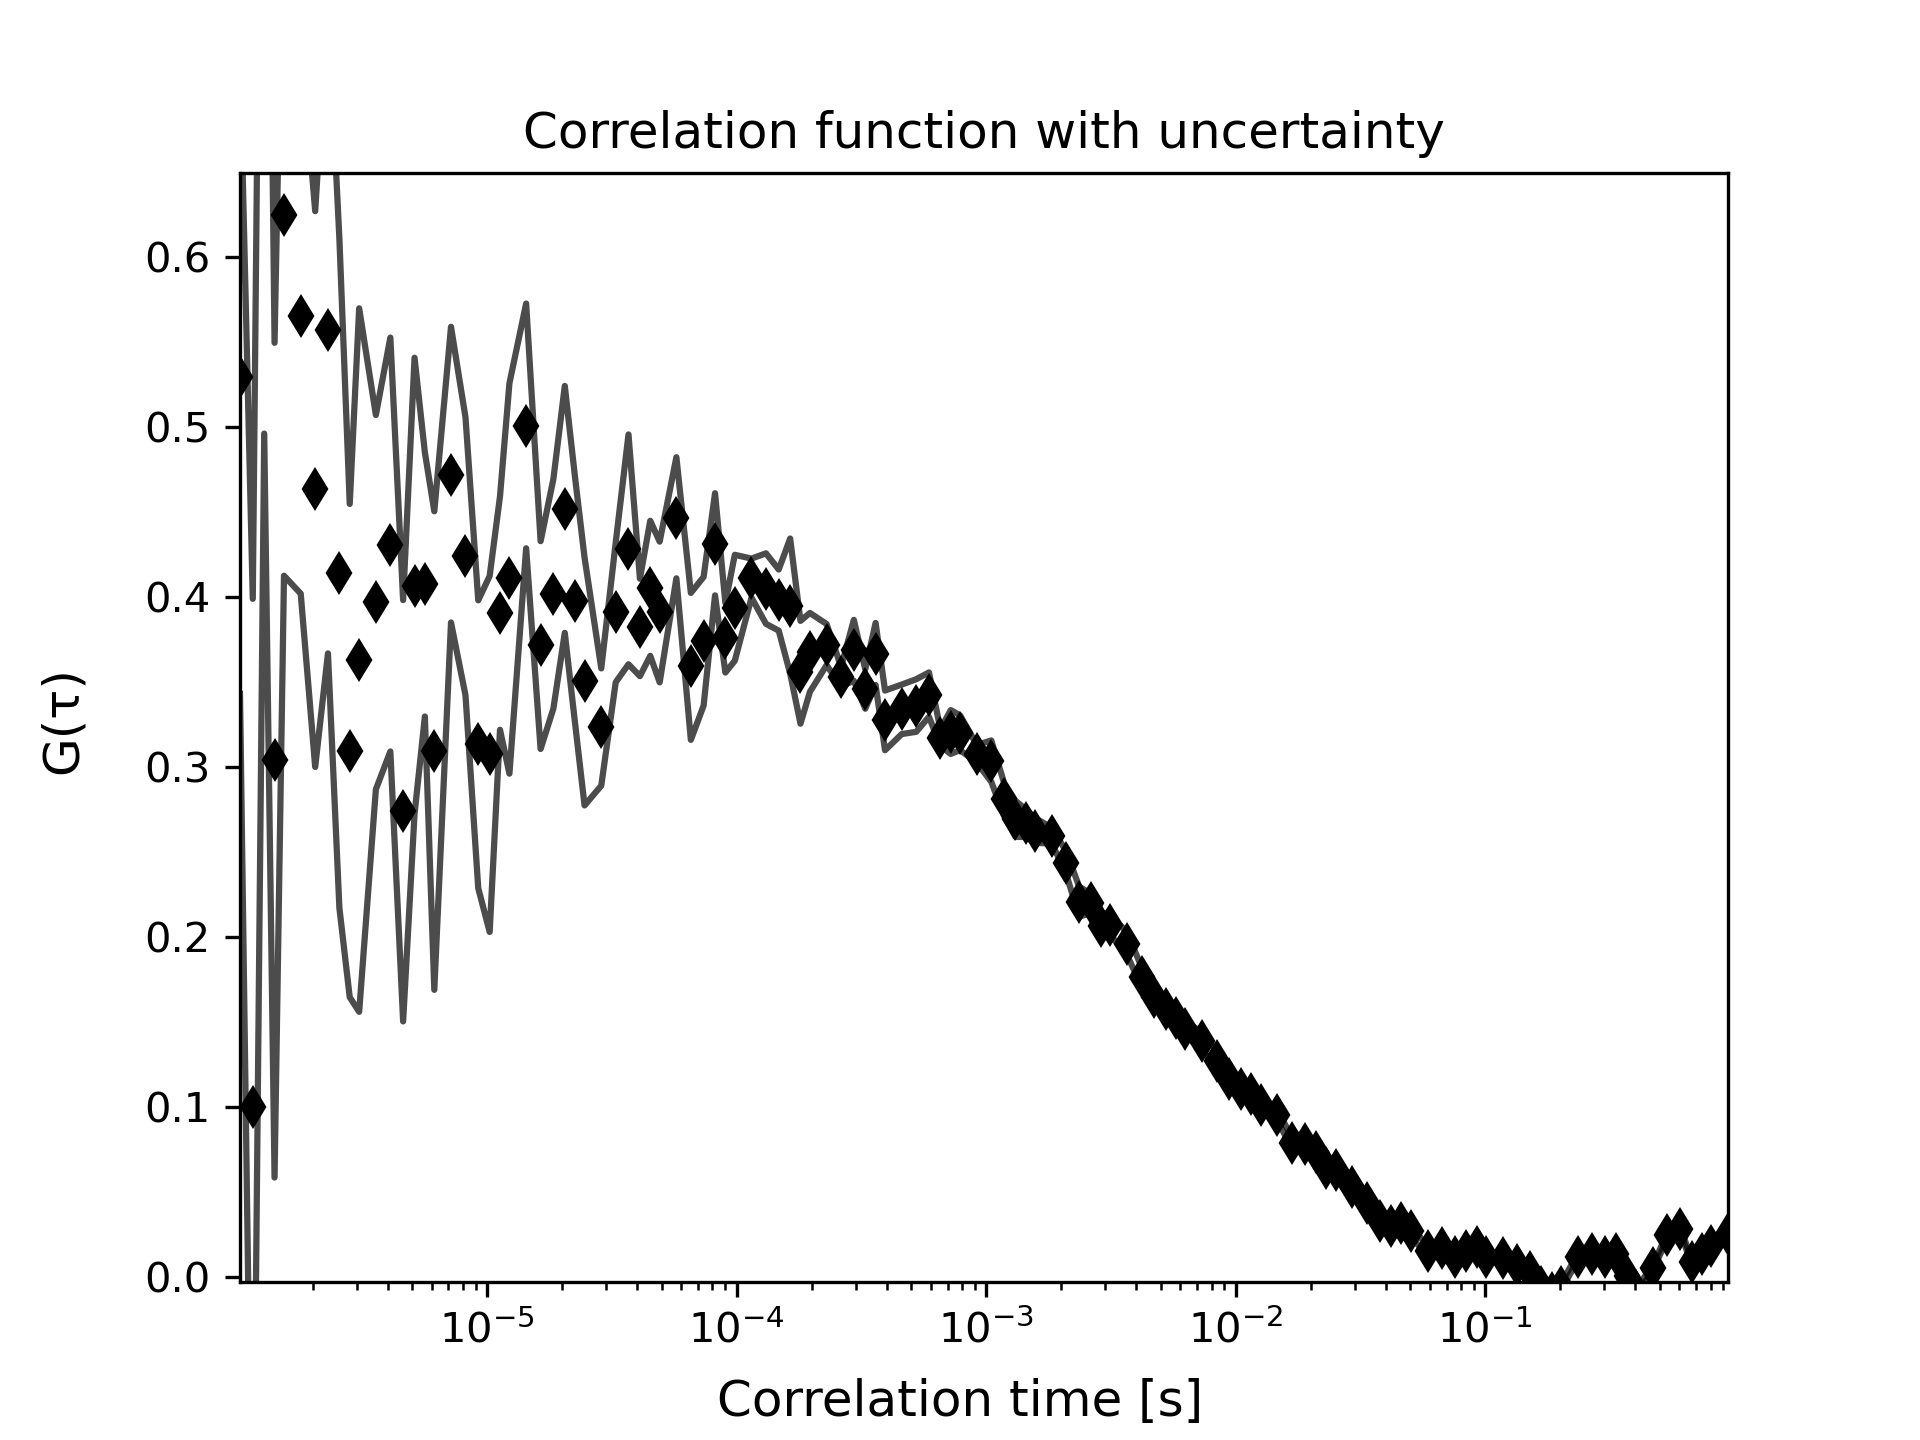 Correlation function with uncertainty
G(τ)
0.6
0.5
0.4
0.3
0.2
0.1
0.0
10⁻⁵ 10⁻⁴ 10⁻³ 10⁻² 10⁻¹
Correlation time [s]